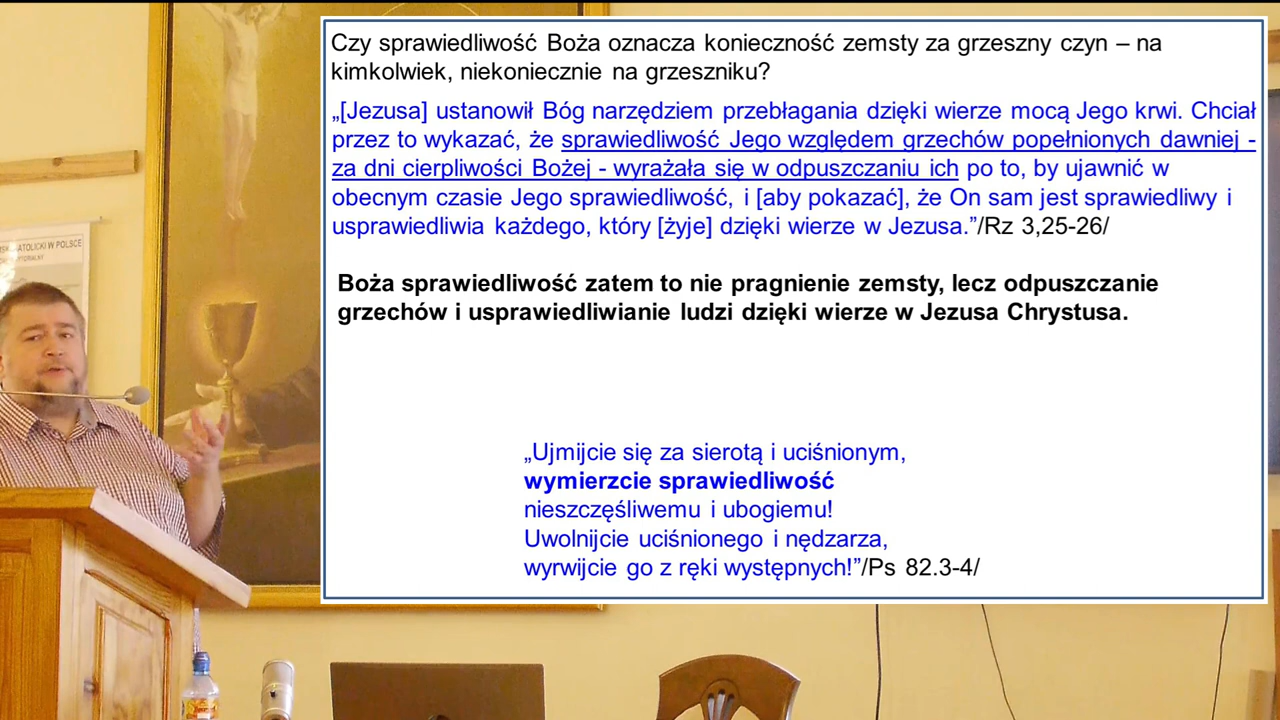 Czy sprawiedliwość Boża oznacza konieczność zemsty za grzeszny czyn – na
kimkolwiek, niekoniecznie na grzeszniku?
„[Jezusa] ustanowił Bóg narzędziem przebłagania dzięki wierze mocą Jego krwi. Chciał
przez to wykazać, że sprawiedliwość Jego względem grzechów popełnionych dawniej -
za dni cierpliwości Bożej - wyrażała się w odpuszczaniu ich po to, by ujawnić w
obecnym czasie Jego sprawiedliwość, i [aby pokazać], że On sam jest sprawiedliwy i
usprawiedliwia każdego, który [żyje] dzięki wierze w Jezusa.”/Rz 3,25-26/
Boża sprawiedliwość zatem to nie pragnienie zemsty, lecz odpuszczanie
grzechów i usprawiedliwianie ludzi dzięki wierze w Jezusa Chrystusa.
„Ujmijcie się za sierotą i uciśnionym,
wymierzcie sprawiedliwość
nieszczęśliwemu i ubogiemu!
Uwolnijcie uciśnionego i nędzarza,
wyrwijcie go z ręki występnych!”/Ps 82.3-4/
ATOLICKI W POLSCE